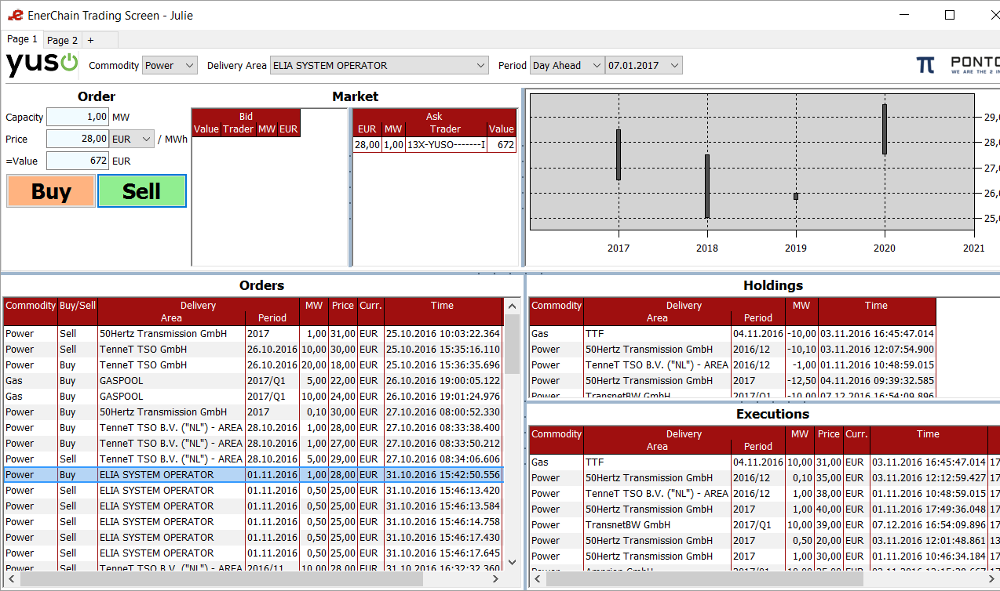 EnerChain Trading Screen - Julie
Page 1 Page 2 +
yuso Commodity Power Delivery Area ELIA SYSTEM OPERATOR Period Day Ahead 07.01.2017 PONTO
WE ARE THE 2 IN
Order Market
Capacity 1,00 MW
Price 28,00 EUR / MWh
=Value 672 EUR
Buy Sell
Bid
Value Trader MW EUR
Ask
EUR MW Trader Value
28,00 1,00 13X-YUSO-------I 672
29,0
28,0
27,0
26,0
25,0
2017 2018 2019 2020 2021
Orders
Commodity Buy/Sell Delivery MW Price Curr. Time
Area Period
Power Sell 50Hertz Transmission GmbH 2017 1,00 31,00 EUR 25.10.2016 10:03:22.364
Power Sell TenneT TSO GmbH 26.10.2016 10,00 30,00 EUR 25.10.2016 15:35:16.110
Power Buy TenneT TSO GmbH 26.10.2016 20,00 18,00 EUR 25.10.2016 15:36:35.696
Gas Buy GASPOOL 2017/Q1 5,00 22,00 EUR 26.10.2016 19:00:05.122
Gas Buy GASPOOL 2017/Q1 10,00 24,00 EUR 26.10.2016 19:01:24.976
Power Buy 50Hertz Transmission GmbH 2017 0,10 30,00 EUR 27.10.2016 08:00:52.330
Power Buy TenneT TSO B.V. ("NL") - AREA 28.10.2016 1,00 28,00 EUR 27.10.2016 08:33:38.400
Power Buy TenneT TSO B.V. ("NL") - AREA 28.10.2016 1,00 27,00 EUR 27.10.2016 08:33:50.212
Power Sell TenneT TSO B.V. ("NL") - AREA 28.10.2016 5,00 29,00 EUR 27.10.2016 08:34:06.606
Power Buy ELIA SYSTEM OPERATOR 01.11.2016 1,00 28,00 EUR 31.10.2016 15:42:50.556
Power Sell ELIA SYSTEM OPERATOR 01.11.2016 0,50 25,00 EUR 31.10.2016 15:46:13.420
Power Sell ELIA SYSTEM OPERATOR 01.11.2016 0,50 25,00 EUR 31.10.2016 15:46:13.584
Power Sell ELIA SYSTEM OPERATOR 01.11.2016 0,50 25,00 EUR 31.10.2016 15:46:14.758
Power Sell ELIA SYSTEM OPERATOR 01.11.2016 0,50 25,00 EUR 31.10.2016 15:46:17.430
Power Sell ELIA SYSTEM OPERATOR 01.11.2016 0,50 25,00 EUR 31.10.2016 15:46:17.645
Power Sell TenneT TSO B.V. ("NL") - AREA 2016/11 10,00 28,00 EUR 31.10.2016 16:32:32.360
Holdings
Commodity Delivery MW Time
Area Period
Gas TTF 04.11.2016 -10,00 03.11.2016 16:45:47.014
Power 50Hertz Transmission GmbH 2016/12 -10,10 03.11.2016 12:07:54.900
Power TenneT TSO B.V. ("NL") - AREA 2016/12 -1,00 01.11.2016 10:48:59.015
Power 50Hertz Transmission GmbH 2017 -12,50 04.11.2016 09:39:32.585
Power TransnetBW GmbH 2017/Q1 -10,00 07.12.2016 16:54:09.896
Executions
Commodity Delivery MW Price Curr. Time
Area Period
Gas TTF 04.11.2016 10,00 31,00 EUR 03.11.2016 16:45:47.014 17
Power 50Hertz Transmission GmbH 2016/12 0,10 35,00 EUR 03.11.2016 12:12:59.427 17
Power TenneT TSO B.V. ("NL") - AREA 2016/12 1,00 38,00 EUR 01.11.2016 10:48:59.015 17
Power 50Hertz Transmission GmbH 2017 1,00 40,00 EUR 01.11.2016 17:49:36.048 17
Power TransnetBW GmbH 2017/Q1 10,00 39,00 EUR 07.12.2016 16:54:09.896 17
Power 50Hertz Transmission GmbH 2017 0,50 20,00 EUR 03.11.2016 12:01:48.861 13
Power 50Hertz Transmission GmbH 2017 1,00 30,00 EUR 01.11.2016 10:46:34.184 17